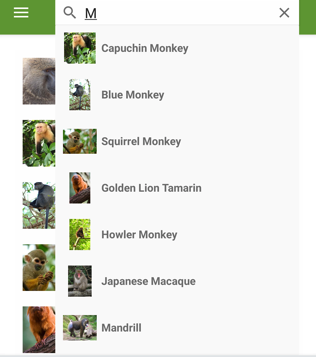 M
Capuchin Monkey
Blue Monkey
Squirrel Monkey
Golden Lion Tamarin
Howler Monkey
Japanese Macaque
Mandrill